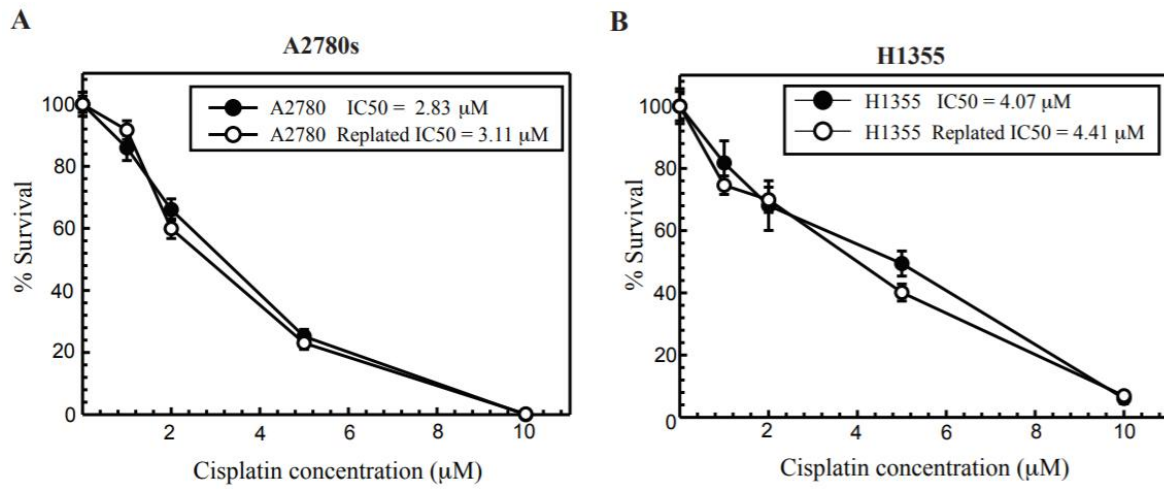 A
A2780s
% Survival
100
80
60
40
20
0
2
4
6
8
10
A2780 IC50 = 2.83 μM
A2780 Replated IC50 = 3.11 μM
Cisplatin concentration (μM)
B
H1355
% Survival
100
80
60
40
20
0
2
4
6
8
10
H1355 IC50 = 4.07 μM
H1355 Replated IC50 = 4.41 μM
Cisplatin concentration (μM)